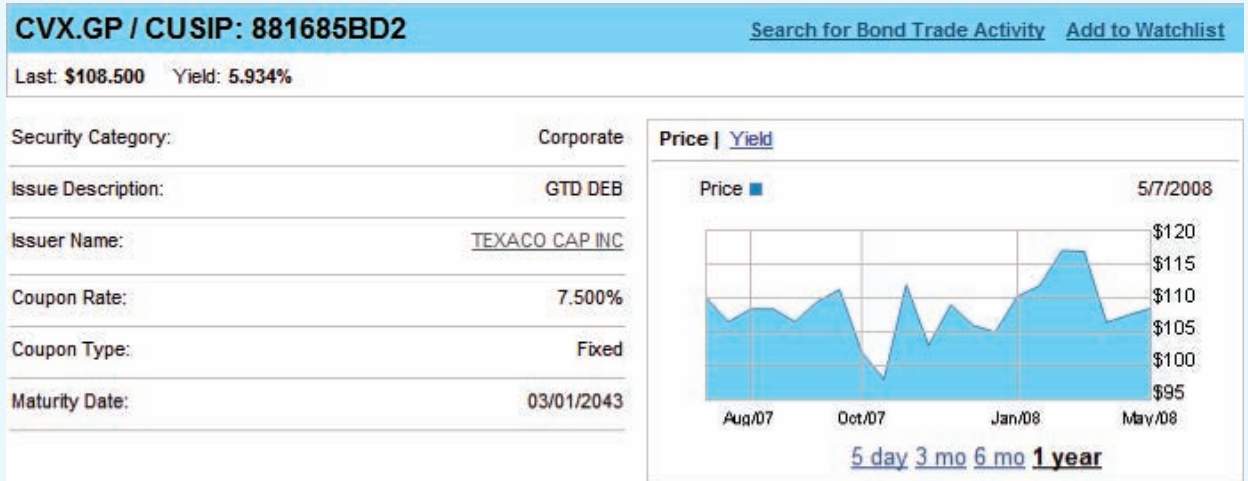 CVX.GP / CUSIP: 881685BD2 Search for Bond Trade Activity Add to Watchlist
Last: $108.500 Yield: 5.934%
Security Category: Corporate
Issue Description: GTD DEB
Issuer Name: TEXACO CAP INC
Coupon Rate: 7.500%
Coupon Type: Fixed
Maturity Date: 03/01/2043
Price | Yield
Price 5/7/2008
$120
$115
$110
$105
$100
$95
Aug/07 Oct/07 Jan/08 May/08
5 day 3 mo 6 mo 1 year